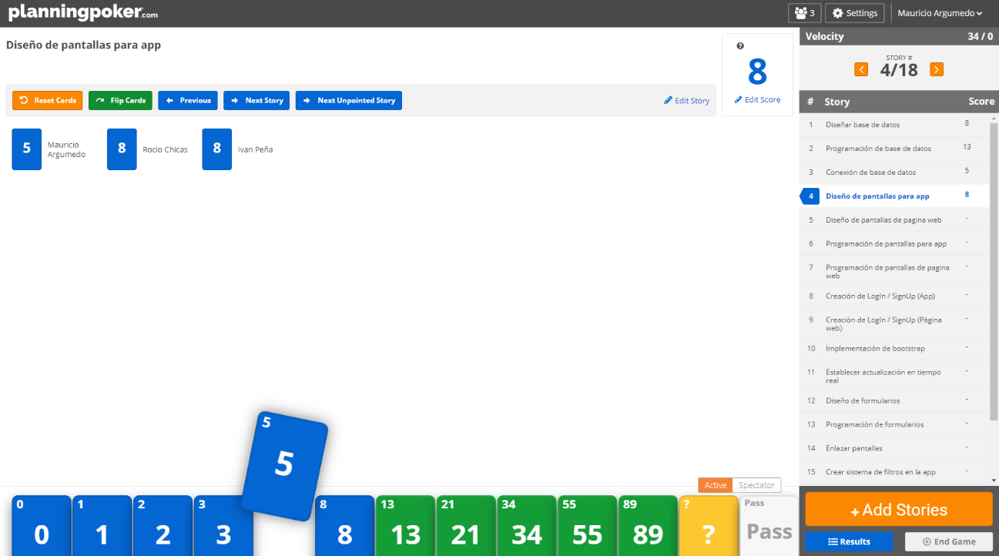 planningpoker.com
3
Settings
Mauricio Argumedo
Diseño de pantallas para app
?
8
Edit Score
Reset Cards
Flip Cards
Previous
Next Story
Next Unpointed Story
Edit Story
5
Mauricio
Argumedo
8
Rocio Chicas
8
Ivan Peña
Velocity 34 / 0
STORY #
4/18
# Story Score
1 Diseñar base de datos 8
2 Programación de base de datos 13
3 Conexión de base de datos 5
4 Diseño de pantallas para app 8
5 Diseño de pantallas de pagina web -
6 Programación de pantallas para app -
7 Programación de pantallas de pagina -
web
8 Creación de LogIn / SignUp (App) -
9 Creación de LogIn / SignUp (Página -
web)
10 Implementación de bootstrap -
11 Establecer actualización en tiempo -
real
12 Diseño de formularios -
13 Programación de formularios -
14 Enlazar pantallas -
15 Crear sistema de filtros en la app -
Active Spectator
0
0
1
1
2
2
3
3
5
5
8
8
13
13
21
21
34
34
55
55
89
89
?
?
Pass
Pass
+ Add Stories
Results
End Game